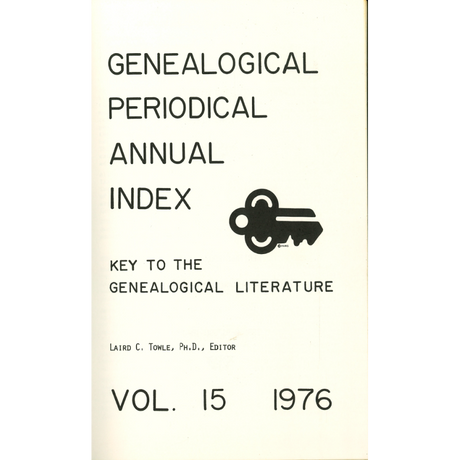 GENEALOGICAL
PERIODICAL
ANNUAL
INDEX
KEY TO THE
GENEALOGICAL LITERATURE
LAIRD C. TOWLE, PH.D., EDITOR
VOL. 15 1976